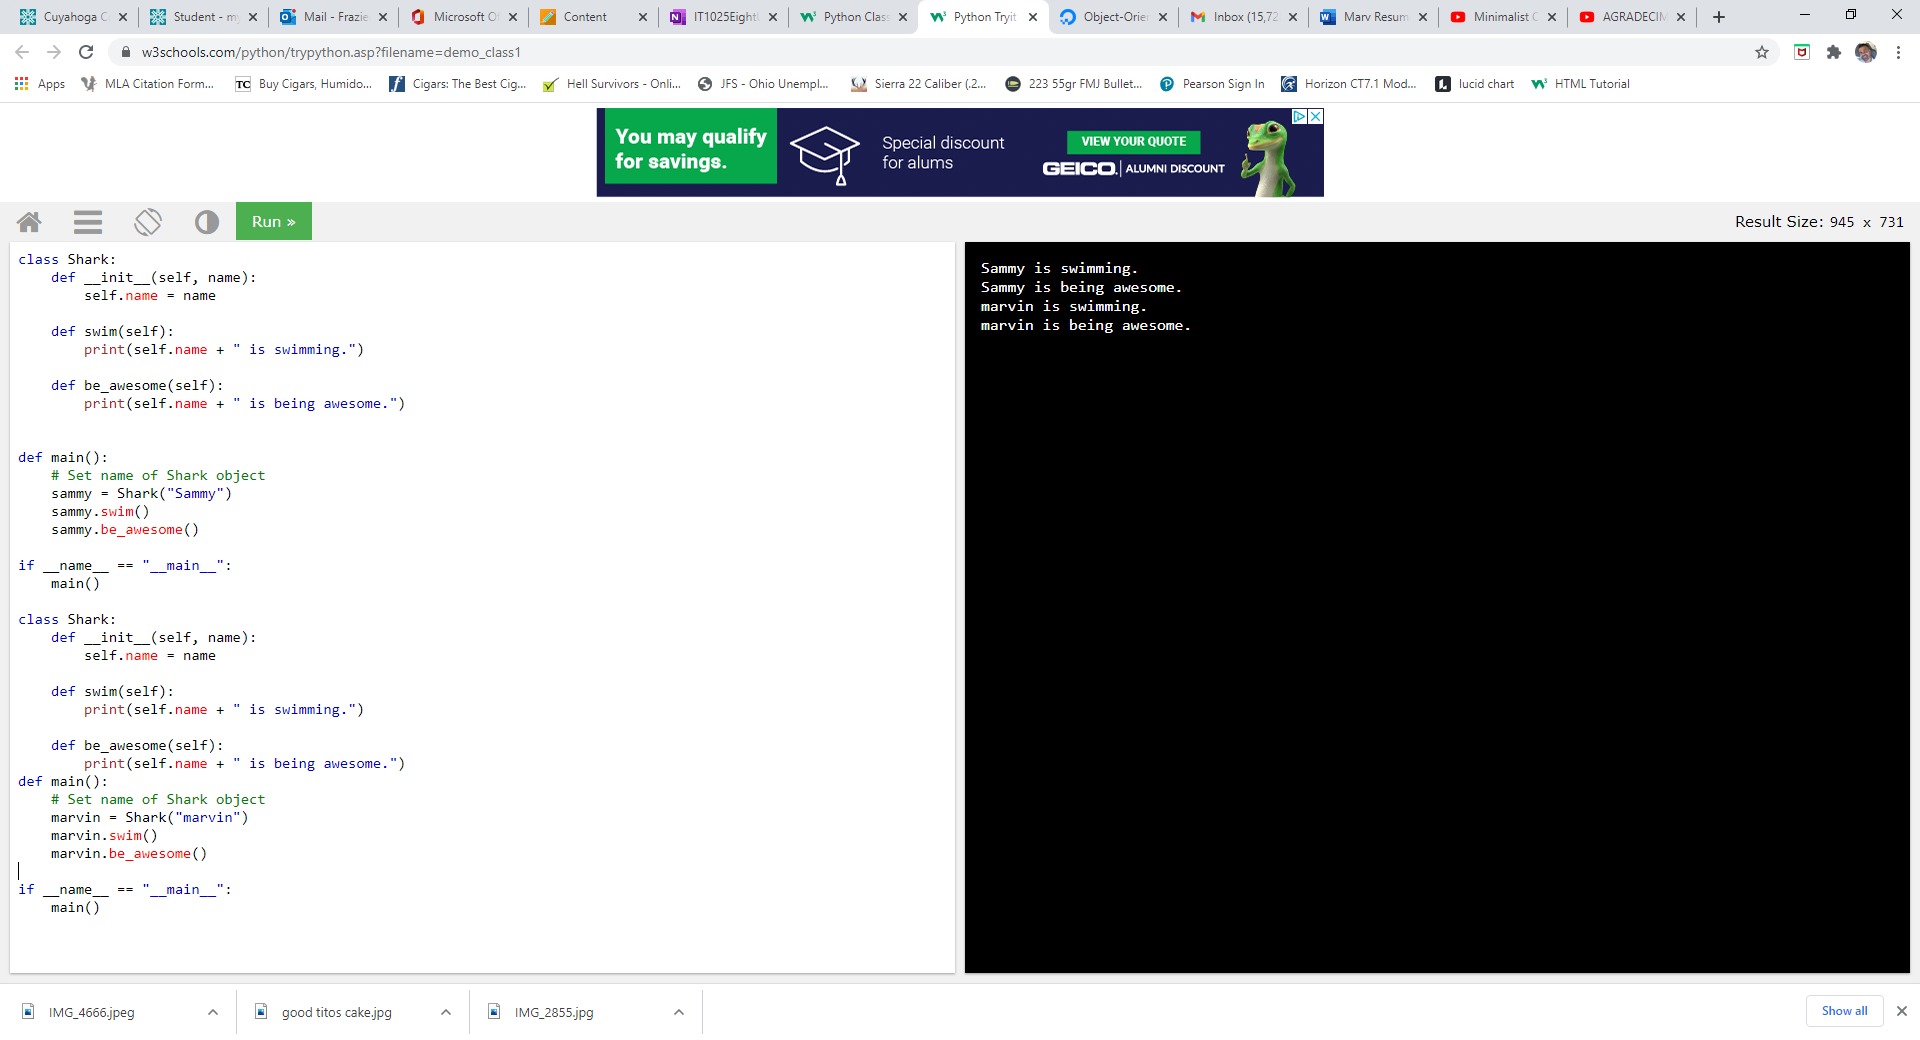 Cuyahoga C
Student - my
Mail - Frazie
Microsoft Of
Content
IT1025Eight
Python Class
Python Tryit
Object-Orien
Inbox (15,72
Marv Resum
Minimalist C
AGRADECIM
w3schools.com/python/trypython.asp?filename=demo_class1
Apps
MLA Citation Form...
TC Buy Cigars, Humido...
f Cigars: The Best Cig...
Hell Survivors - Onli...
JFS - Ohio Unempl...
Sierra 22 Caliber (.2...
223 55gr FMJ Bullet...
Pearson Sign In
Horizon CT7.1 Mod...
lucid chart
HTML Tutorial
You may qualify
for savings.
Special discount
for alums
VIEW YOUR QUOTE
GEICO. | ALUMNI DISCOUNT
Run »
Result Size: 945 x 731
class Shark:
    def __init__(self, name):
        self.name = name
    def swim(self):
        print(self.name + " is swimming.")
    def be_awesome(self):
        print(self.name + " is being awesome.")
def main():
    # Set name of Shark object
    sammy = Shark("Sammy")
    sammy.swim()
    sammy.be_awesome()
if __name__ == "__main__":
    main()
class Shark:
    def __init__(self, name):
        self.name = name
    def swim(self):
        print(self.name + " is swimming.")
    def be_awesome(self):
        print(self.name + " is being awesome.")
def main():
    # Set name of Shark object
    marvin = Shark("marvin")
    marvin.swim()
    marvin.be_awesome()
if __name__ == "__main__":
    main()
Sammy is swimming.
Sammy is being awesome.
marvin is swimming.
marvin is being awesome.
IMG_4666.jpeg
good titos cake.jpg
IMG_2855.jpg
Show all